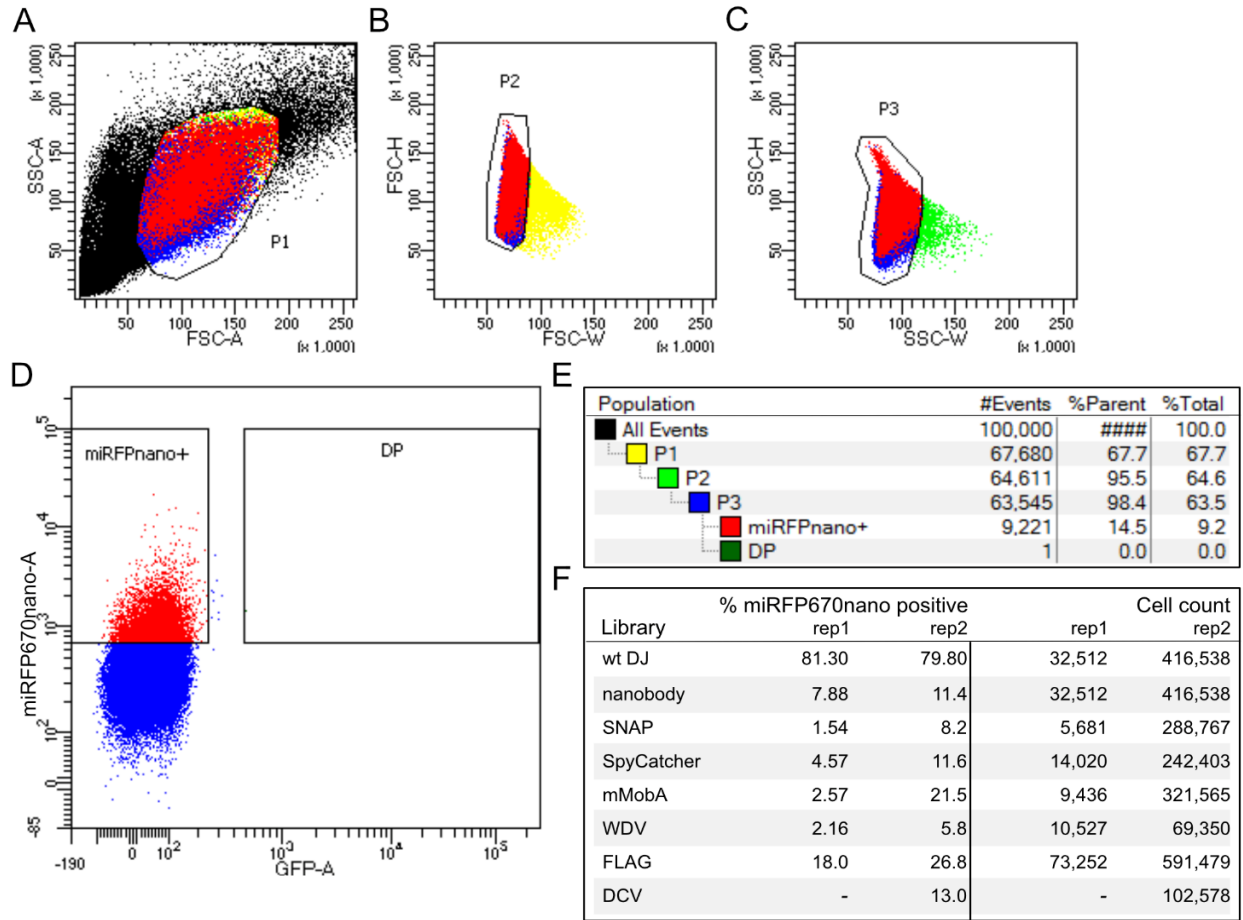 A
B
C
250
200
150
100
50
(x 1,000)
SSC-A
P1
50 100 150 200 250
FSC-A
(x 1,000)
250
200
150
100
50
(x 1,000)
FSC-H
P2
50 100 150 200 250
FSC-W
(x 1,000)
250
200
150
100
50
(x 1,000)
SSC-H
P3
50 100 150 200 250
SSC-W
(x 1,000)
D
miRFPnano+
DP
10^5
10^4
10^3
10^2
0
-85
miRFP670nano-A
-190 0 10^2 10^3 10^4 10^5
GFP-A
E
Population #Events %Parent %Total
All Events 100,000 #### 100.0
P1 67,680 67.7 67.7
P2 64,611 95.5 64.6
P3 63,545 98.4 63.5
miRFPnano+ 9,221 14.5 9.2
DP 1 0.0 0.0
F
% miRFP670nano positive Cell count
Library rep1 rep2 rep1 rep2
wt DJ 81.30 79.80 32,512 416,538
nanobody 7.88 11.4 32,512 416,538
SNAP 1.54 8.2 5,681 288,767
SpyCatcher 4.57 11.6 14,020 242,403
mMobA 2.57 21.5 9,436 321,565
WDV 2.16 5.8 10,527 69,350
FLAG 18.0 26.8 73,252 591,479
DCV - 13.0 - 102,578